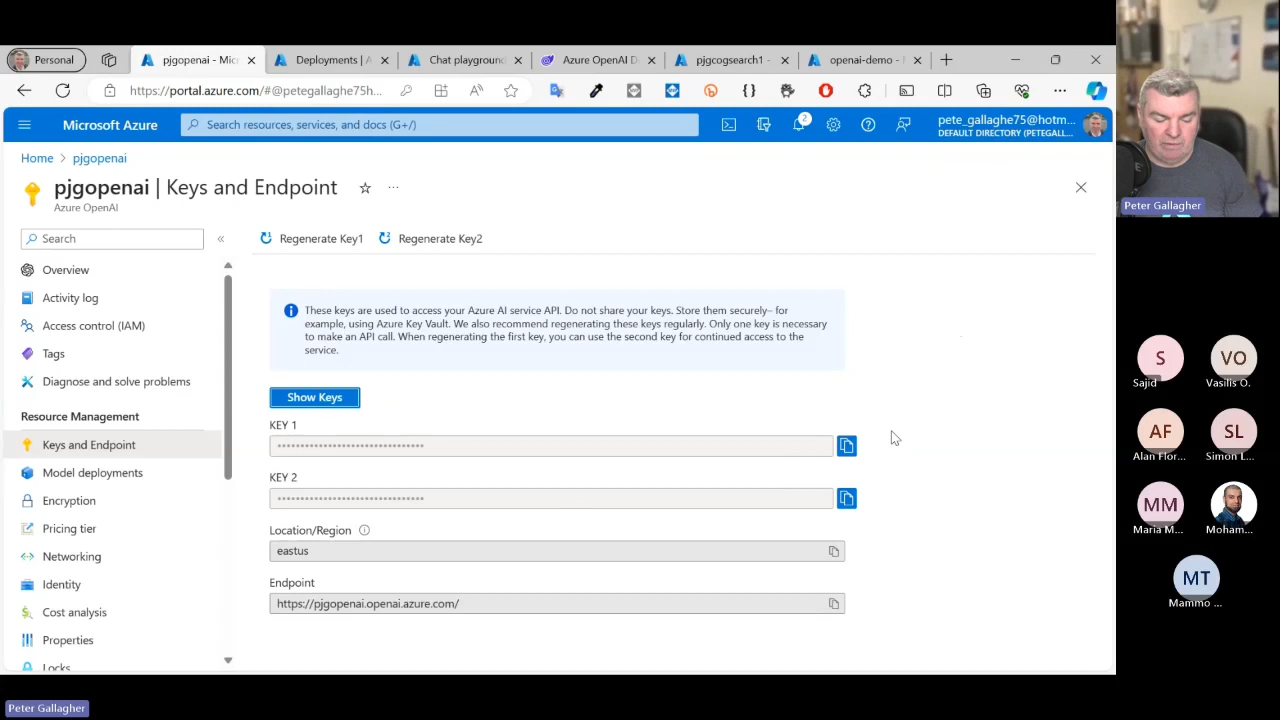 Personal
pjgopenai - Mic
Deployments | A
Chat playground
Azure OpenAI D
pjgcogsearch1 -
openai-demo -
https://portal.azure.com/#@petegallaghe75h...
Microsoft Azure
Search resources, services, and docs (G+/)
2
pete_gallaghe75@hotm...
DEFAULT DIRECTORY (PETEGALL...
Home > pjgopenai
pjgopenai | Keys and Endpoint
Azure OpenAI
Search
Overview
Activity log
Access control (IAM)
Tags
Diagnose and solve problems
Resource Management
Keys and Endpoint
Model deployments
Encryption
Pricing tier
Networking
Identity
Cost analysis
Properties
Locks
Regenerate Key1
Regenerate Key2
These keys are used to access your Azure AI service API. Do not share your keys. Store them securely– for
example, using Azure Key Vault. We also recommend regenerating these keys regularly. Only one key is necessary
to make an API call. When regenerating the first key, you can use the second key for continued access to the
service.
Show Keys
KEY 1
KEY 2
Location/Region
eastus
Endpoint
https://pjgopenai.openai.azure.com/
Peter Gallagher
S
Sajid
VO
Vasilis O.
AF
Alan Flor...
SL
Simon L...
MM
Maria M...
Moham...
MT
Mammo ...
Peter Gallagher